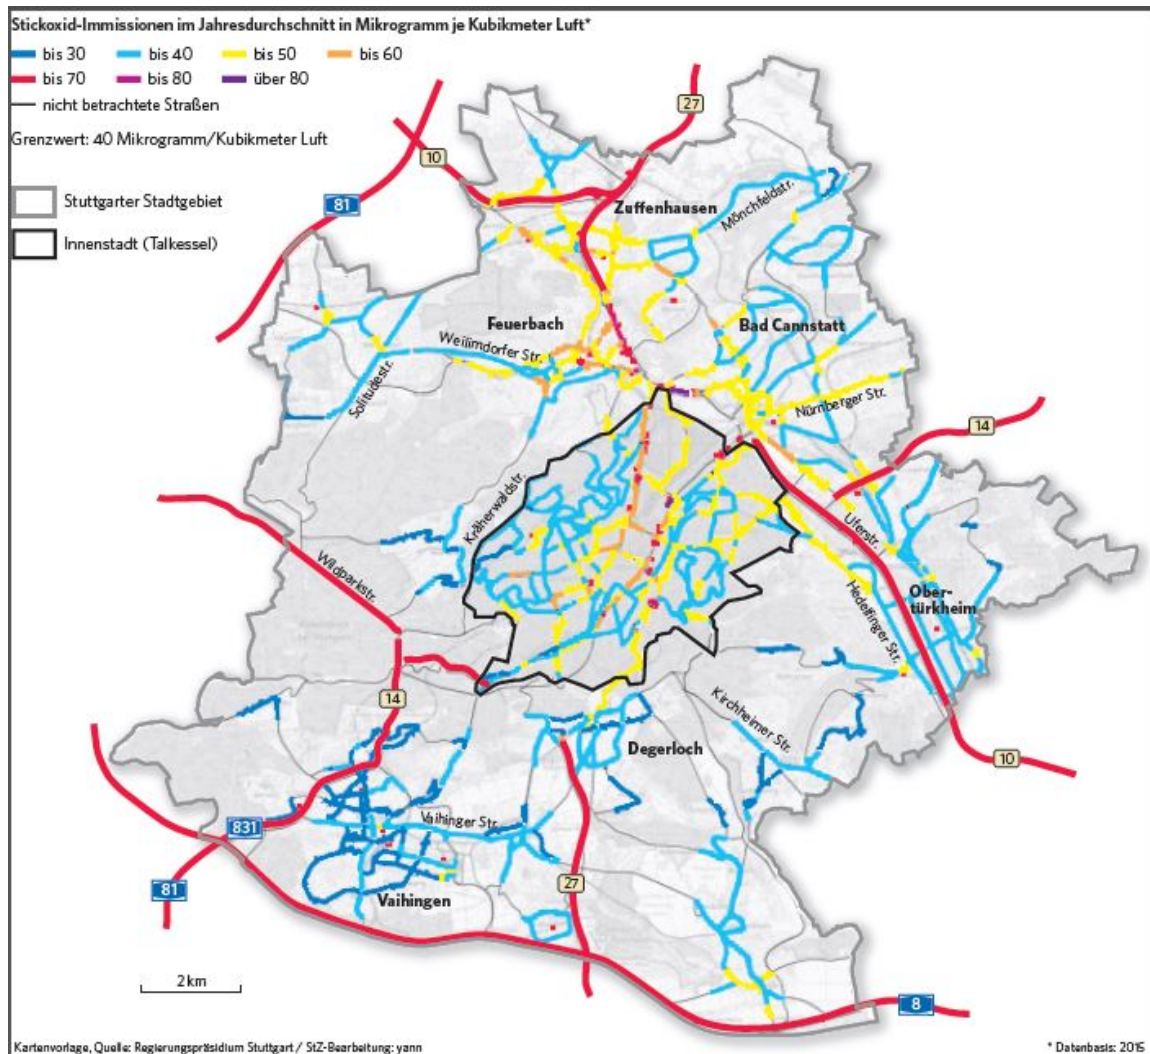 Stickoxid-Immissionen im Jahresdurchschnitt in Mikrogramm je Kubikmeter Luft*
bis 30 bis 40 bis 50 bis 60
bis 70 bis 80 über 80
nicht betrachtete Straßen
Grenzwert: 40 Mikrogramm/Kubikmeter Luft
Stuttgarter Stadtgebiet
Innenstadt (Talkessel)
27
10
81
Zuffenhausen
Mönchfeldstr.
Feuerbach
Bad Cannstatt
Weilimdorfer Str.
Solitudestr.
Nürnberger Str.
14
Kräherwaldstr.
Uferstr.
Wildparkstr.
Ober-
türkheim
Hedelfinger Str.
14
Kirchheimer Str.
Degerloch
10
831
Vaihinger Str.
81
27
Vaihingen
2 km
8
Kartenvorlage, Quelle: Regierungspräsidium Stuttgart / StZ-Bearbeitung: yann
* Datenbasis: 2015